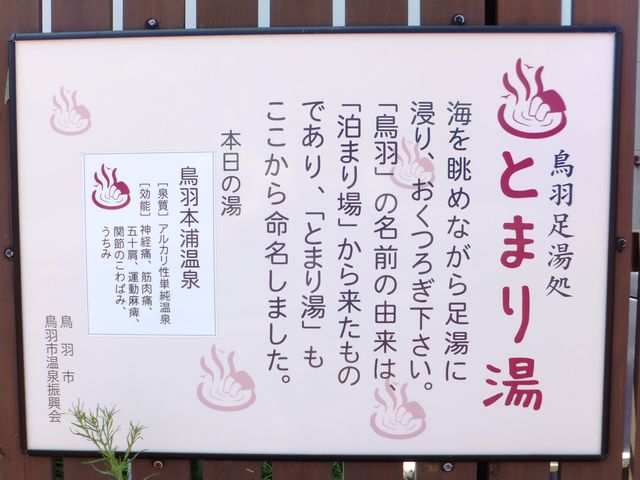 鳥羽足湯処
とまり湯
海を眺めながら足湯に
浸り、おくつろぎ下さい。
「鳥羽」の名前の由来は
「泊まり場」から来たもの
であり、「とまり湯」も
ここから命名しました。
本日の湯
鳥羽本浦温泉
［泉質］アルカリ性単純温泉
［効能］神経痛、筋肉痛、
五十肩、運動麻痺、
関節のこわばみ、
うちみ
鳥羽市
鳥羽市温泉振興会